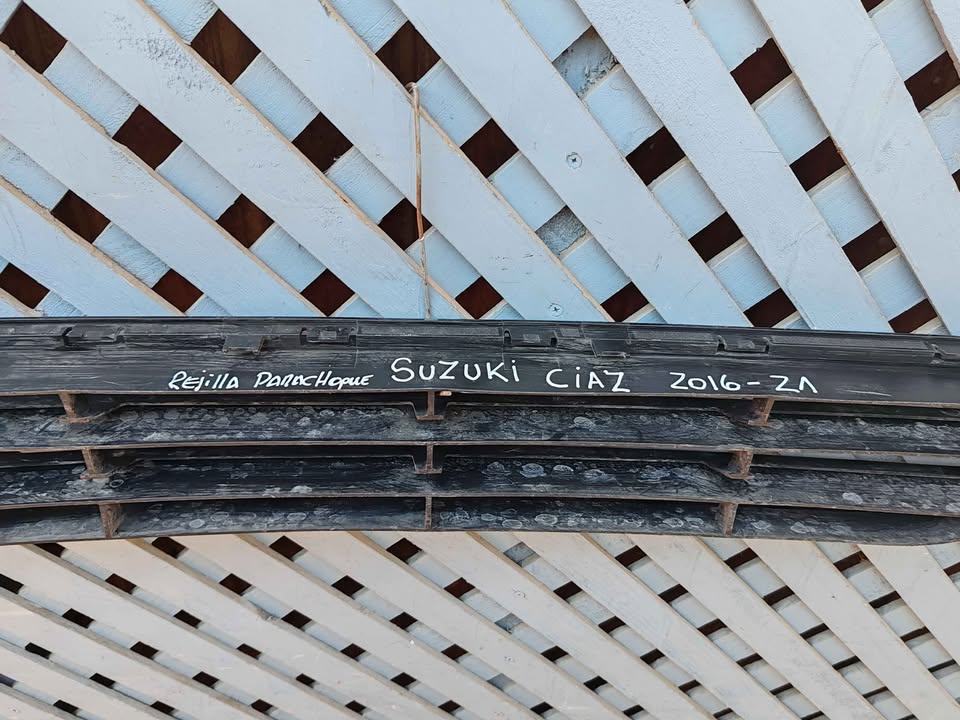 Rejilla PARACHOQUE SUZUKI CIAZ 2016-21